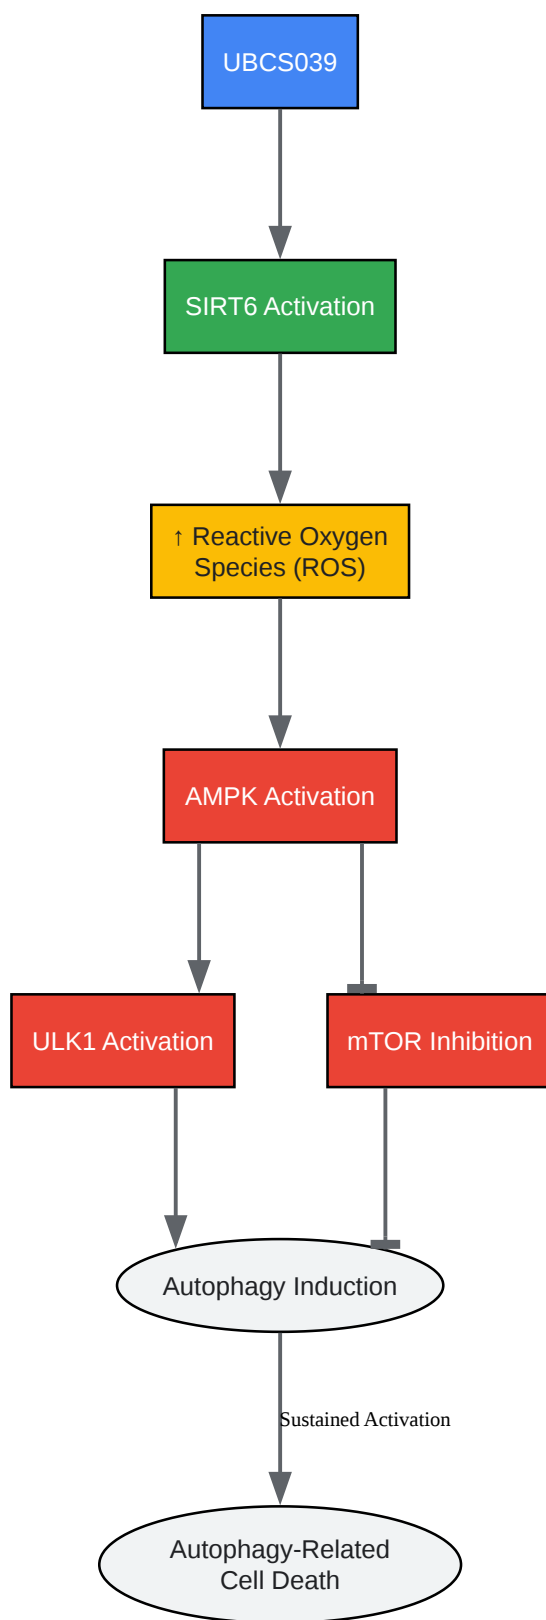 UBCS039
SIRT6 Activation
↑ Reactive Oxygen
Species (ROS)
AMPK Activation
ULK1 Activation
mTOR Inhibition
Autophagy Induction
Sustained Activation
Autophagy-Related
Cell Death